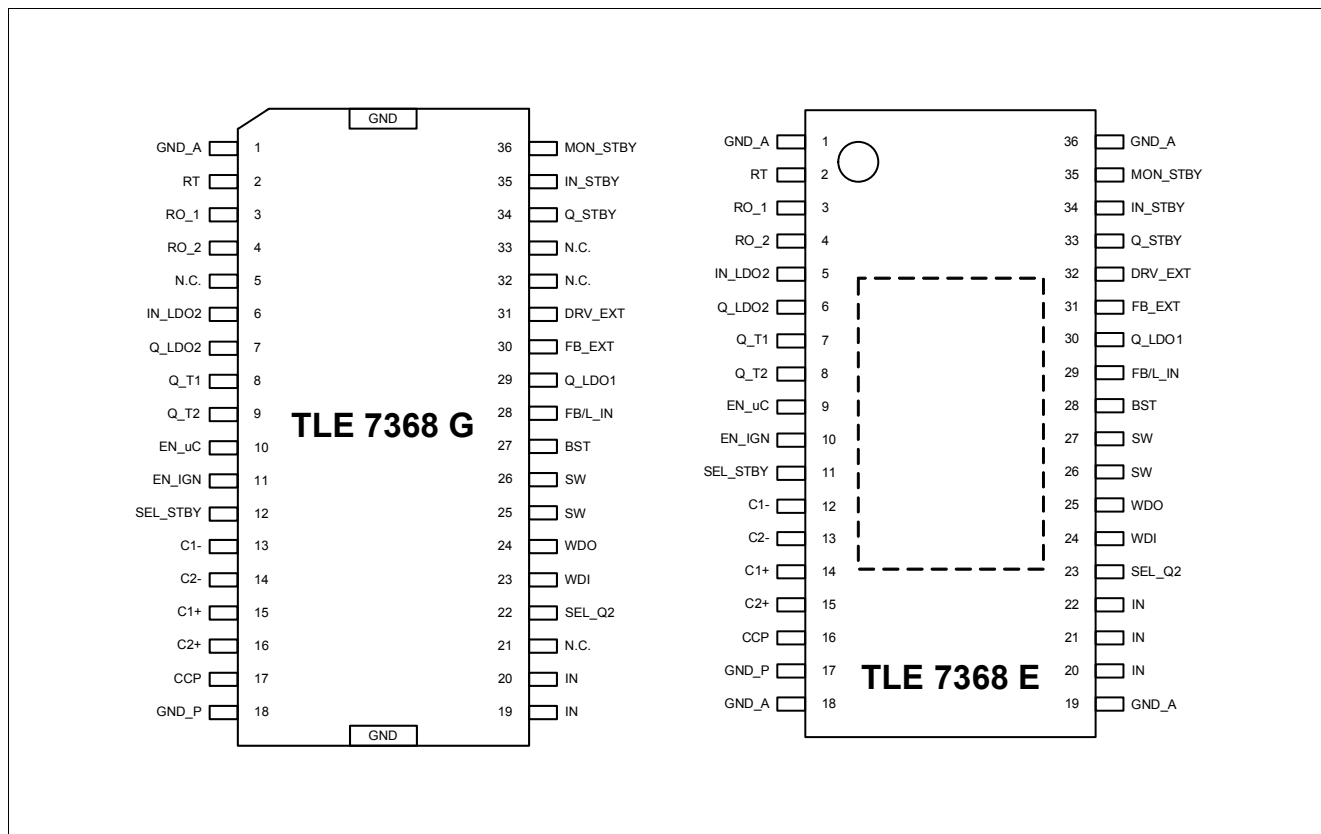 GND
GND_A 1 36 MON_STBY
RT 2 35 IN_STBY
RO_1 3 34 Q_STBY
RO_2 4 33 N.C.
N.C. 5 32 N.C.
IN_LDO2 6 31 DRV_EXT
Q_LDO2 7 30 FB_EXT
Q_T1 8 29 Q_LDO1
Q_T2 9 28 FB/L_IN
TLE 7368 G
EN_uC 10 27 BST
EN_IGN 11 26 SW
SEL_STBY 12 25 SW
C1- 13 24 WDO
C2- 14 23 WDI
C1+ 15 22 SEL_Q2
C2+ 16 21 N.C.
CCP 17 20 IN
GND_P 18 19 IN
GND
GND_A 1 36 GND_A
RT 2 35 MON_STBY
RO_1 3 34 IN_STBY
RO_2 4 33 Q_STBY
IN_LDO2 5 32 DRV_EXT
Q_LDO2 6 31 FB_EXT
Q_T1 7 30 Q_LDO1
Q_T2 8 29 FB/L_IN
EN_uC 9 28 BST
EN_IGN 10 27 SW
SEL_STBY 11 26 SW
C1- 12 25 WDO
C2- 13 24 WDI
C1+ 14 23 SEL_Q2
C2+ 15 22 IN
CCP 16 21 IN
GND_P 17 20 IN
TLE 7368 E
GND_A 18 19 GND_A